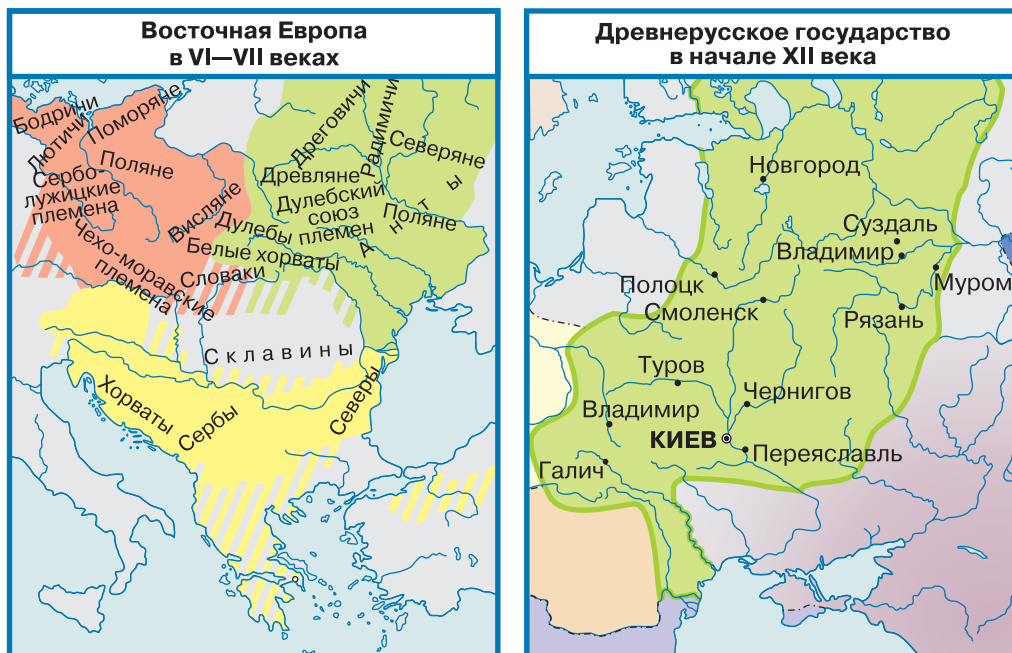 Восточная Европа
в VI—VII веках
Бодричи
Лютичи
Поморяне
Поляне
Сербо-
лужицкие
племена
Висляне
Чехо-моравские
племена
Словаки
Дреговичи
Радимичи
Северяне
Древляне
Дулебский
союз
племен
Поляне
Анты
Дулебы
Белые хорваты
Склавины
Хорваты
Сербы
Северы
Древнерусское государство
в начале XII века
Новгород
Суздаль
Владимир
Муром
Полоцк
Смоленск
Рязань
Туров
Чернигов
Владимир
КИЕВ
Переяславль
Галич